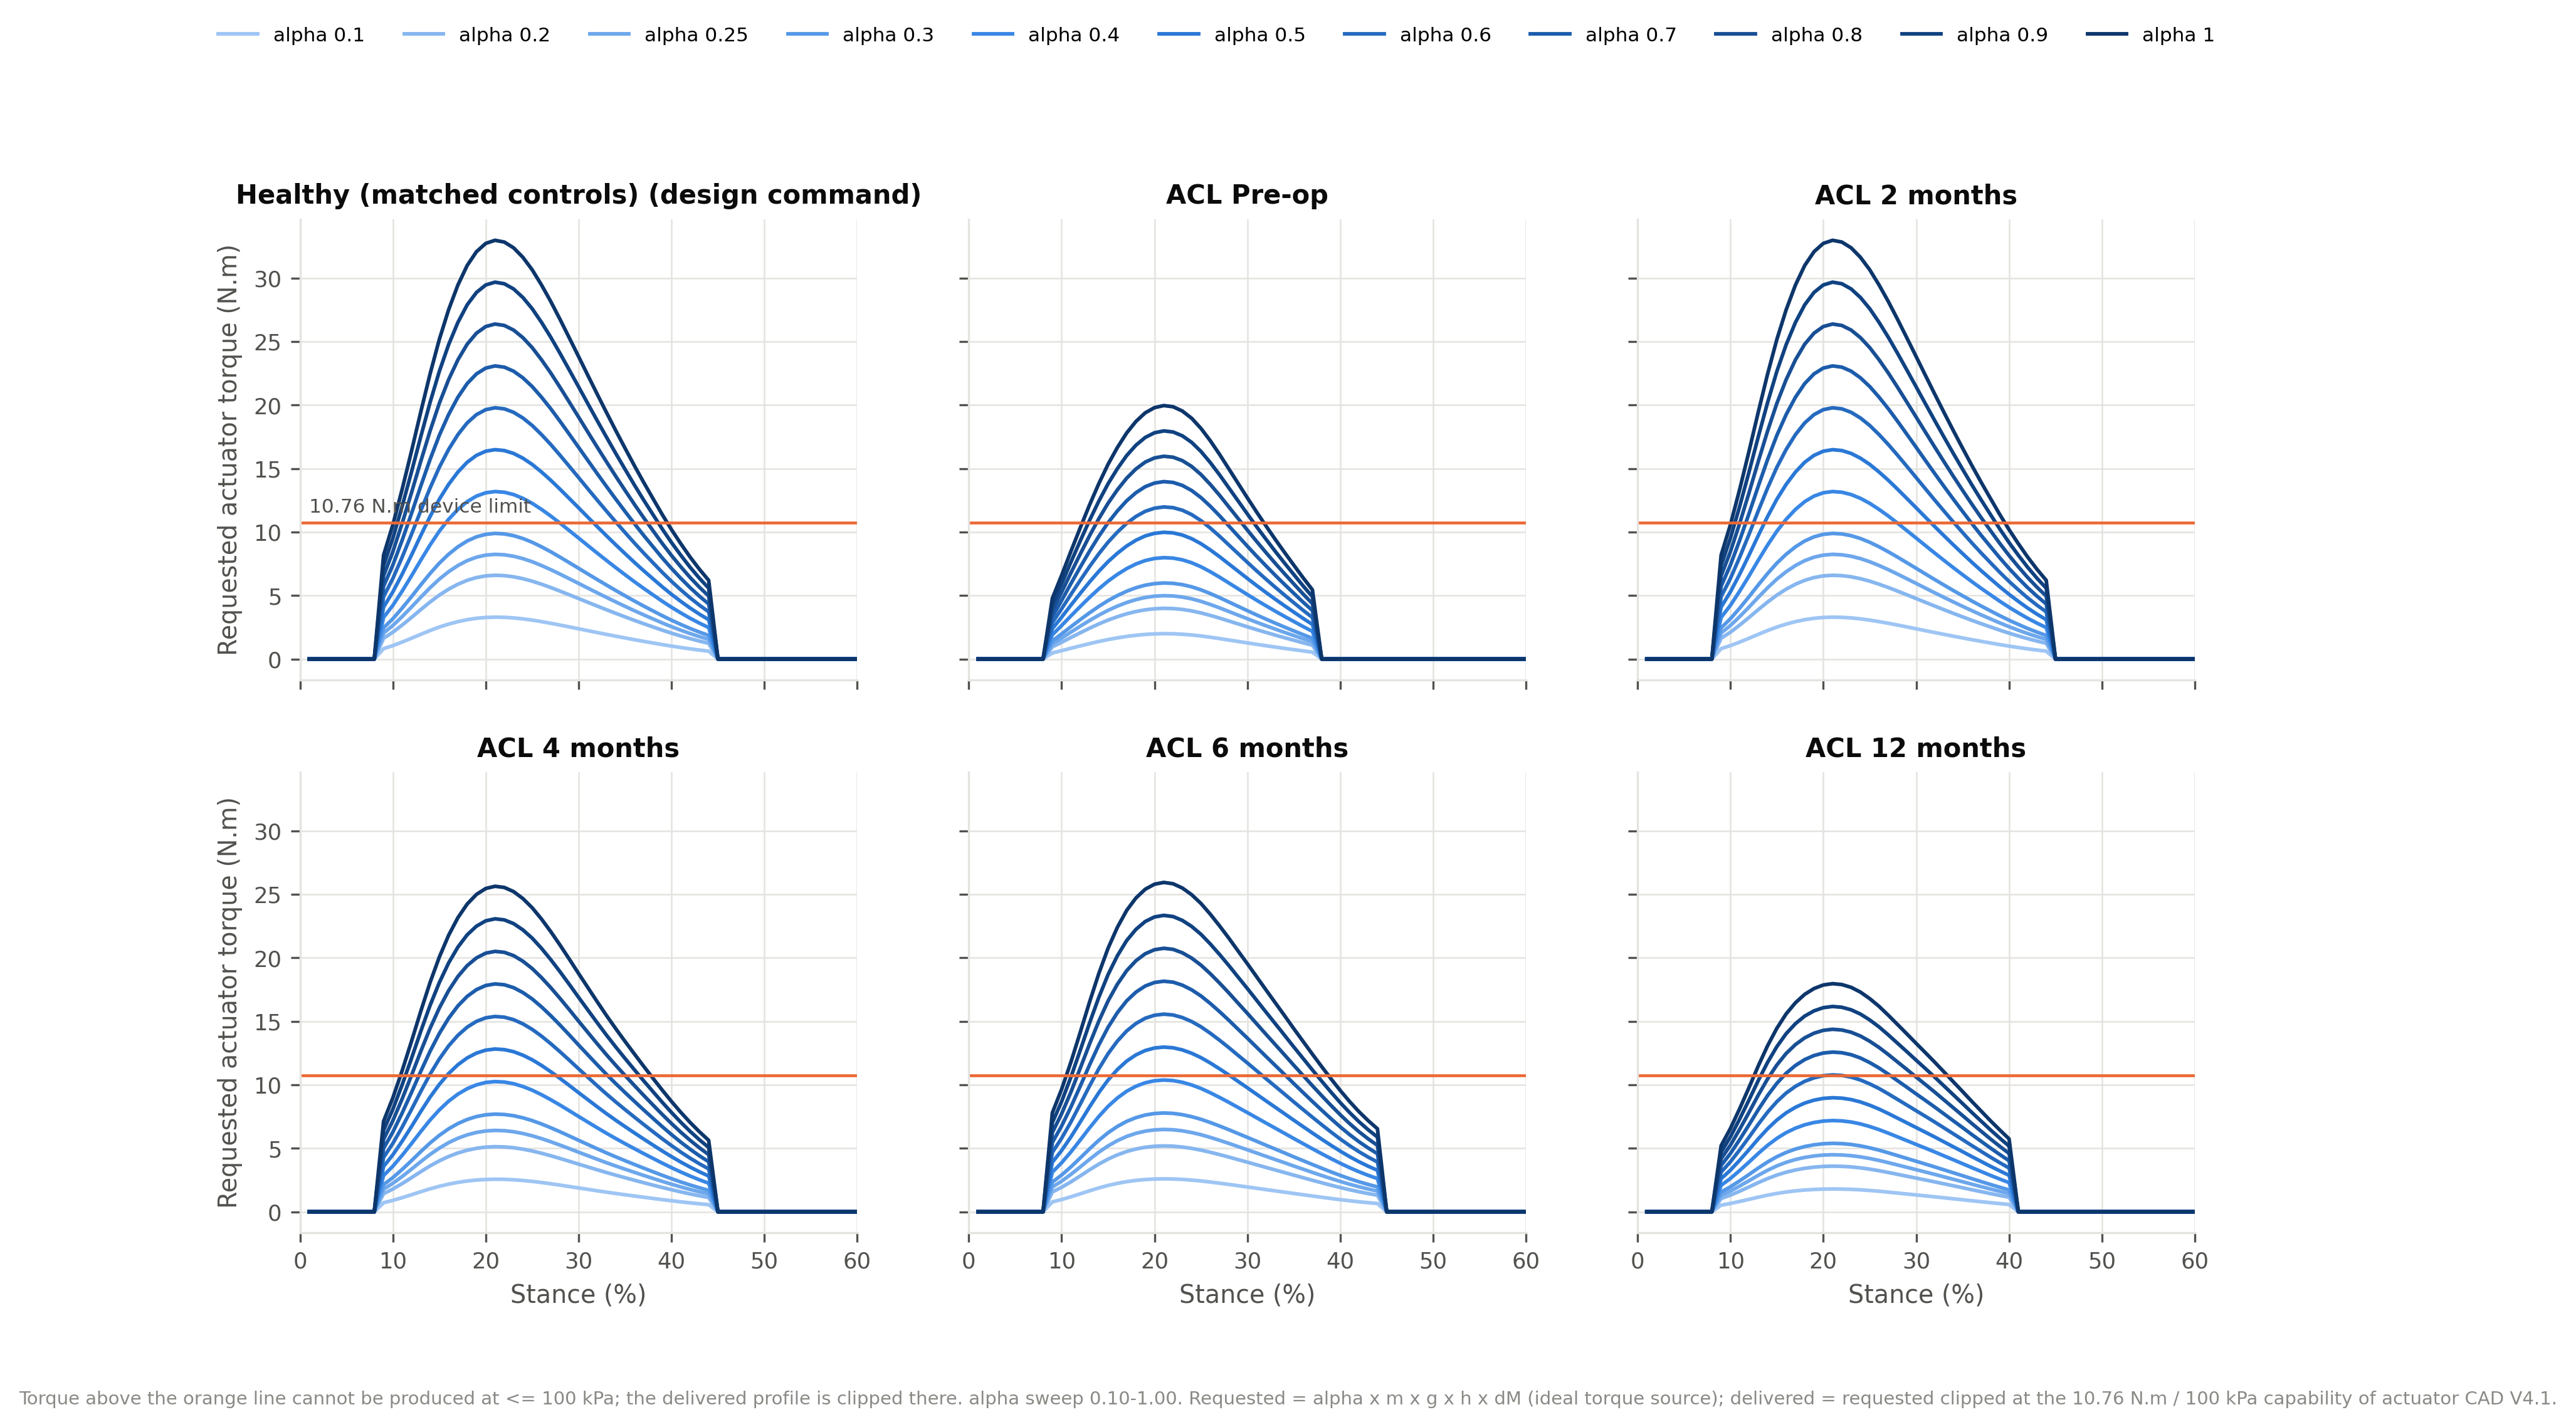 alpha 0.1 alpha 0.2 alpha 0.25 alpha 0.3 alpha 0.4 alpha 0.5 alpha 0.6 alpha 0.7 alpha 0.8 alpha 0.9 alpha 1
Healthy (matched controls) (design command)
Requested actuator torque (N.m)
30
25
20
15
10
5
0
10.76 N.m device limit
ACL Pre-op
ACL 2 months
ACL 4 months
Requested actuator torque (N.m)
30
25
20
15
10
5
0
0 10 20 30 40 50 60
Stance (%)
ACL 6 months
0 10 20 30 40 50 60
Stance (%)
ACL 12 months
0 10 20 30 40 50 60
Stance (%)
Torque above the orange line cannot be produced at <= 100 kPa; the delivered profile is clipped there. alpha sweep 0.10-1.00. Requested = alpha x m x g x h x dM (ideal torque source); delivered = requested clipped at the 10.76 N.m / 100 kPa capability of actuator CAD V4.1.